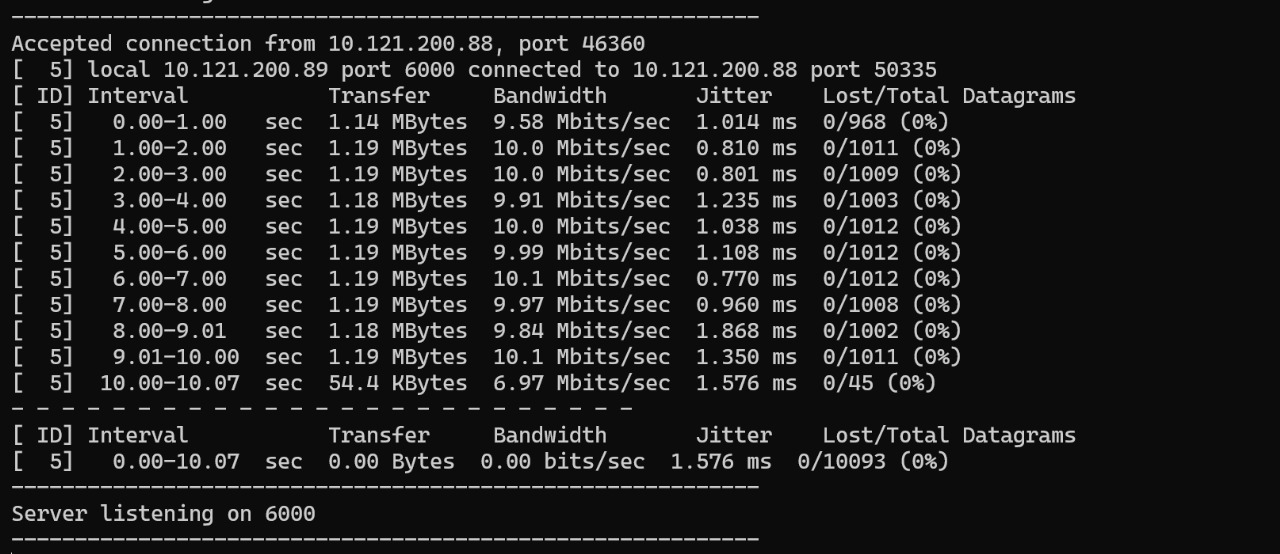 ------------------------------------------------------------
Accepted connection from 10.121.200.88, port 46360
[  5] local 10.121.200.89 port 6000 connected to 10.121.200.88 port 50335
[ ID] Interval           Transfer     Bandwidth       Jitter    Lost/Total Datagrams
[  5]   0.00-1.00   sec  1.14 MBytes  9.58 Mbits/sec  1.014 ms  0/968 (0%)
[  5]   1.00-2.00   sec  1.19 MBytes  10.0 Mbits/sec  0.810 ms  0/1011 (0%)
[  5]   2.00-3.00   sec  1.19 MBytes  10.0 Mbits/sec  0.801 ms  0/1009 (0%)
[  5]   3.00-4.00   sec  1.18 MBytes  9.91 Mbits/sec  1.235 ms  0/1003 (0%)
[  5]   4.00-5.00   sec  1.19 MBytes  10.0 Mbits/sec  1.038 ms  0/1012 (0%)
[  5]   5.00-6.00   sec  1.19 MBytes  9.99 Mbits/sec  1.108 ms  0/1012 (0%)
[  5]   6.00-7.00   sec  1.19 MBytes  10.1 Mbits/sec  0.770 ms  0/1012 (0%)
[  5]   7.00-8.00   sec  1.19 MBytes  9.97 Mbits/sec  0.960 ms  0/1008 (0%)
[  5]   8.00-9.01   sec  1.18 MBytes  9.84 Mbits/sec  1.868 ms  0/1002 (0%)
[  5]   9.01-10.00  sec  1.19 MBytes  10.1 Mbits/sec  1.350 ms  0/1011 (0%)
[  5]  10.00-10.07  sec  54.4 KBytes  6.97 Mbits/sec  1.576 ms  0/45 (0%)
- - - - - - - - - - - - - - - - - - - - - - - - -
[ ID] Interval           Transfer     Bandwidth       Jitter    Lost/Total Datagrams
[  5]   0.00-10.07  sec  0.00 Bytes  0.00 bits/sec  1.576 ms  0/10093 (0%)
------------------------------------------------------------
Server listening on 6000
------------------------------------------------------------